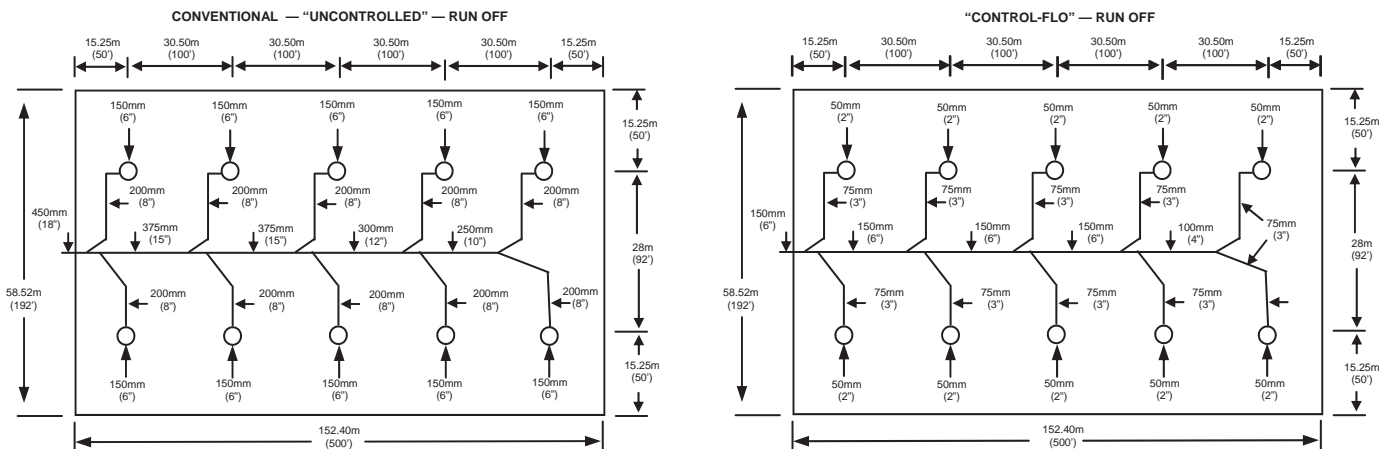 CONVENTIONAL — “UNCONTROLLED” — RUN OFF
15.25m 30.50m 30.50m 30.50m 30.50m 15.25m
(50’) (100’) (100’) (100’) (100’) (50’)
150mm 150mm 150mm 150mm 150mm
(6”) (6”) (6”) (6”) (6”)
15.25m
(50’)
200mm 200mm 200mm 200mm 200mm
(8”) (8”) (8”) (8”) (8”)
450mm
(18”)
375mm 375mm 300mm 250mm
(15”) (15”) (12”) (10”)
28m
(92’)
58.52m
(192’)
200mm 200mm 200mm 200mm 200mm
(8”) (8”) (8”) (8”) (8”)
15.25m
(50’)
150mm 150mm 150mm 150mm 150mm
(6”) (6”) (6”) (6”) (6”)
152.40m
(500’)
“CONTROL-FLO” — RUN OFF
15.25m 30.50m 30.50m 30.50m 30.50m 15.25m
(50’) (100’) (100’) (100’) (100’) (50’)
50mm 50mm 50mm 50mm 50mm
(2”) (2”) (2”) (2”) (2”)
15.25m
(50’)
75mm 75mm 75mm 75mm
(3”) (3”) (3”) (3”)
150mm
(6”)
150mm 150mm 150mm 100mm
(6”) (6”) (6”) (4”)
75mm
(3”)
28m
(92’)
58.52m
(192’)
75mm 75mm 75mm 75mm
(3”) (3”) (3”) (3”)
15.25m
(50’)
50mm 50mm 50mm 50mm 50mm
(2”) (2”) (2”) (2”) (2”)
152.40m
(500’)